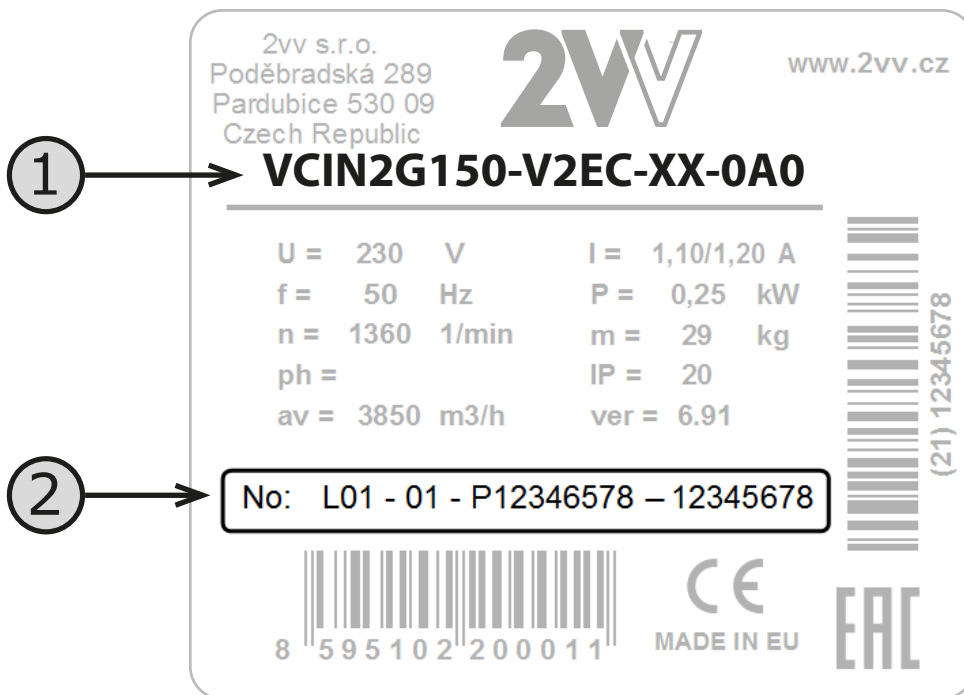 2vv s.r.o.
Poděbradská 289
Pardubice 530 09
Czech Republic
2VV
www.2vv.cz
1
VCIN2G150-V2EC-XX-0A0
U = 230 V I = 1,10/1,20 A
f = 50 Hz P = 0,25 kW
n = 1360 1/min m = 29 kg
ph = IP = 20
av = 3850 m3/h ver = 6.91
(21) 12345678
2
No: L01 - 01 - P12346578 – 12345678
8 595102 200011
CE
MADE IN EU
EAC